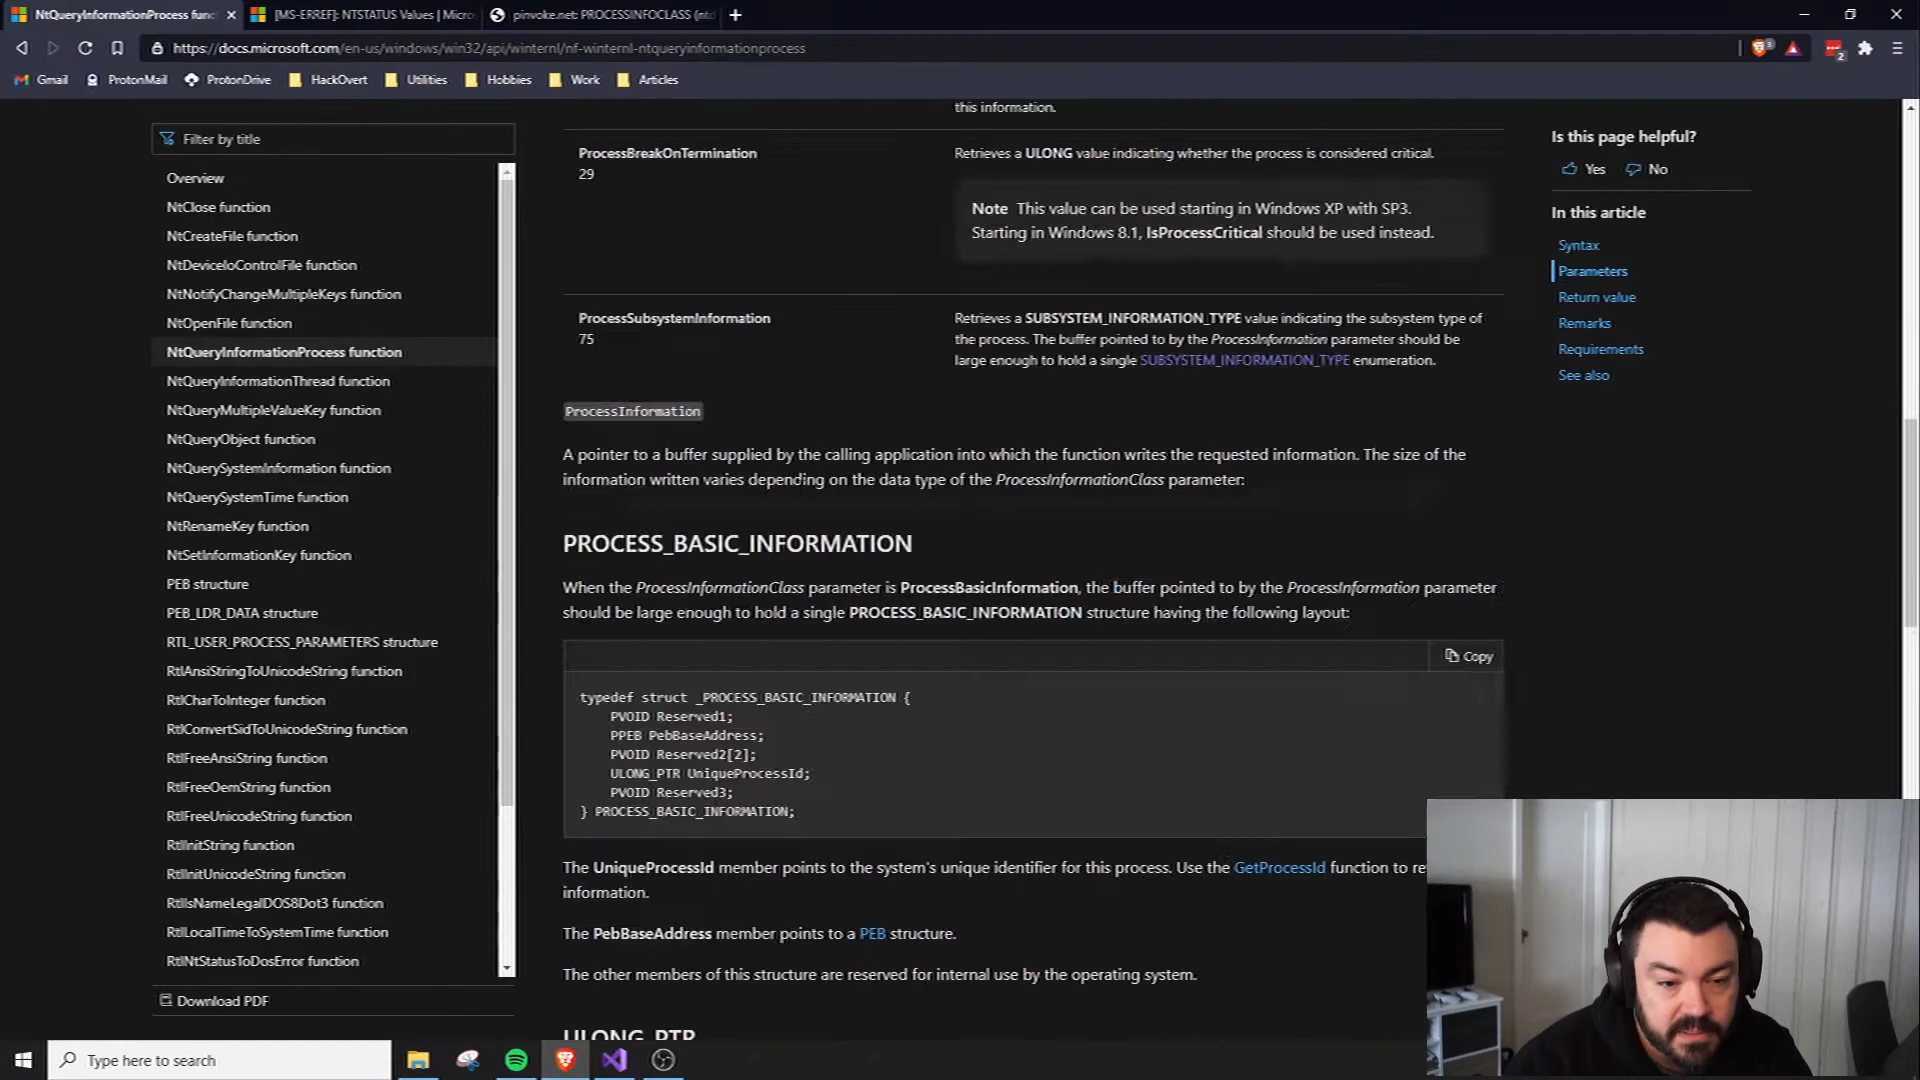 NtQueryInformationProcess func
[MS-ERREF]: NTSTATUS Values | Micro
pinvoke.net: PROCESSINFOCLASS (ntd
https://docs.microsoft.com/en-us/windows/win32/api/winternl/nf-winternl-ntqueryinformationprocess
Gmail
ProtonMail
ProtonDrive
HackOvert
Utilities
Hobbies
Work
Articles
Filter by title
Overview
NtClose function
NtCreateFile function
NtDeviceIoControlFile function
NtNotifyChangeMultipleKeys function
NtOpenFile function
NtQueryInformationProcess function
NtQueryInformationThread function
NtQueryMultipleValueKey function
NtQueryObject function
NtQuerySystemInformation function
NtQuerySystemTime function
NtRenameKey function
NtSetInformationKey function
PEB structure
PEB_LDR_DATA structure
RTL_USER_PROCESS_PARAMETERS structure
RtlAnsiStringToUnicodeString function
RtlCharToInteger function
RtlConvertSidToUnicodeString function
RtlFreeAnsiString function
RtlFreeOemString function
RtlFreeUnicodeString function
RtlInitString function
RtlInitUnicodeString function
RtlIsNameLegalDOS8Dot3 function
RtlLocalTimeToSystemTime function
RtlNtStatusToDosError function
Download PDF
this information.
ProcessBreakOnTermination
29
Retrieves a ULONG value indicating whether the process is considered critical.
Note This value can be used starting in Windows XP with SP3.
Starting in Windows 8.1, IsProcessCritical should be used instead.
ProcessSubsystemInformation
75
Retrieves a SUBSYSTEM_INFORMATION_TYPE value indicating the subsystem type of
the process. The buffer pointed to by the ProcessInformation parameter should be
large enough to hold a single SUBSYSTEM_INFORMATION_TYPE enumeration.
ProcessInformation
A pointer to a buffer supplied by the calling application into which the function writes the requested information. The size of the
information written varies depending on the data type of the ProcessInformationClass parameter:
PROCESS_BASIC_INFORMATION
When the ProcessInformationClass parameter is ProcessBasicInformation, the buffer pointed to by the ProcessInformation parameter
should be large enough to hold a single PROCESS_BASIC_INFORMATION structure having the following layout:
Copy
typedef struct _PROCESS_BASIC_INFORMATION {
PVOID Reserved1;
PPEB PebBaseAddress;
PVOID Reserved2[2];
ULONG_PTR UniqueProcessId;
PVOID Reserved3;
} PROCESS_BASIC_INFORMATION;
The UniqueProcessId member points to the system's unique identifier for this process. Use the GetProcessId function to re
information.
The PebBaseAddress member points to a PEB structure.
The other members of this structure are reserved for internal use by the operating system.
ULONG_PTR
Is this page helpful?
Yes
No
In this article
Syntax
Parameters
Return value
Remarks
Requirements
See also
Type here to search